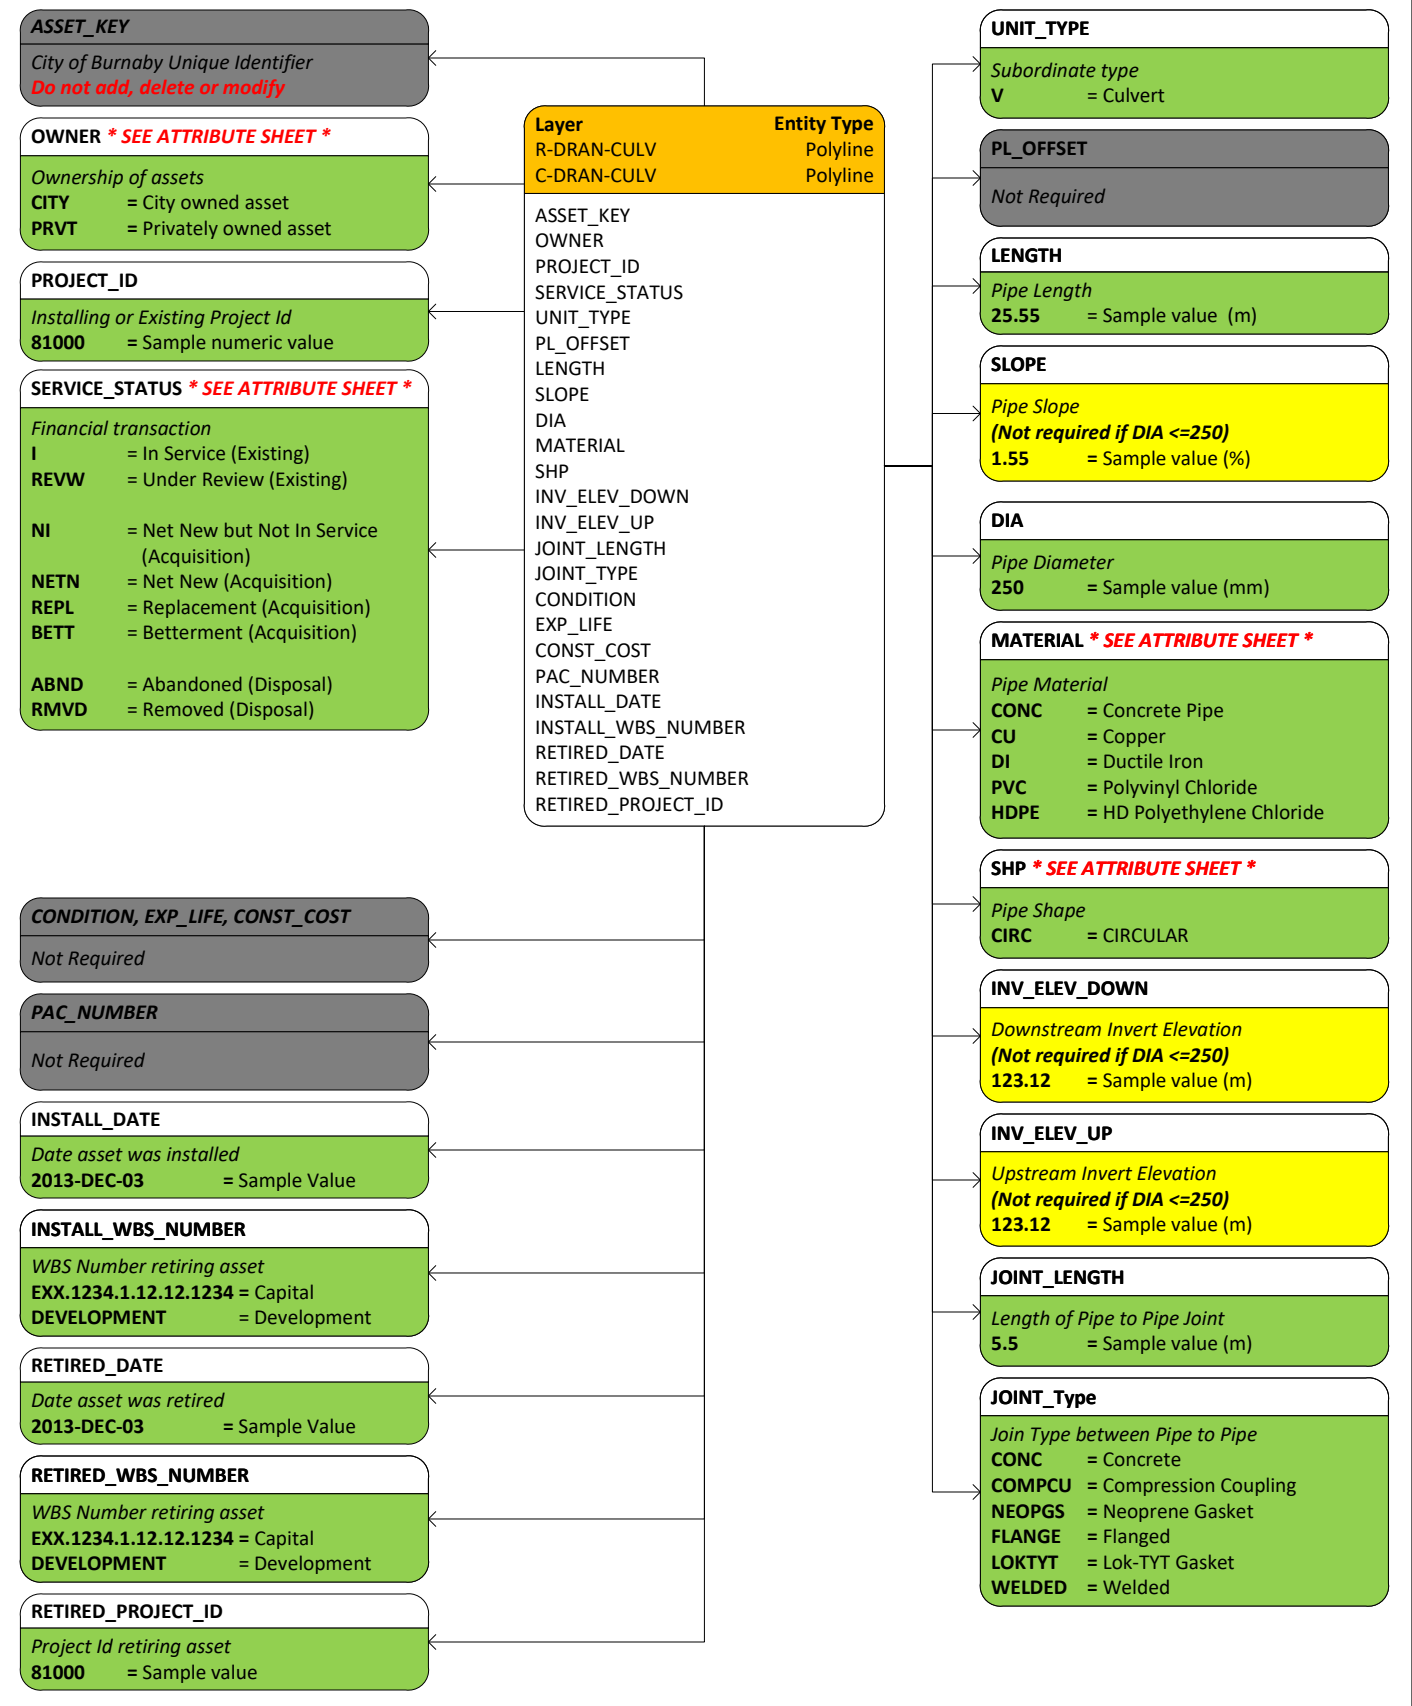 ASSET_KEY
City of Burnaby Unique Identifier
Do not add, delete or modify
OWNER * SEE ATTRIBUTE SHEET *
Ownership of assets
CITY = City owned asset
PRVT = Privately owned asset
PROJECT_ID
Installing or Existing Project Id
81000 = Sample numeric value
SERVICE_STATUS * SEE ATTRIBUTE SHEET *
Financial transaction
I = In Service (Existing)
REVW = Under Review (Existing)
NI = Net New but Not In Service
(Acquisition)
NETN = Net New (Acquisition)
REPL = Replacement (Acquisition)
BETT = Betterment (Acquisition)
ABND = Abandoned (Disposal)
RMVD = Removed (Disposal)
CONDITION, EXP_LIFE, CONST_COST
Not Required
PAC_NUMBER
Not Required
INSTALL_DATE
Date asset was installed
2013-DEC-03 = Sample Value
INSTALL_WBS_NUMBER
WBS Number retiring asset
EXX.1234.1.12.12.1234 = Capital
DEVELOPMENT = Development
RETIRED_DATE
Date asset was retired
2013-DEC-03 = Sample Value
RETIRED_WBS_NUMBER
WBS Number retiring asset
EXX.1234.1.12.12.1234 = Capital
DEVELOPMENT = Development
RETIRED_PROJECT_ID
Project Id retiring asset
81000 = Sample value
Layer Entity Type
R-DRAN-CULV Polyline
C-DRAN-CULV Polyline
ASSET_KEY
OWNER
PROJECT_ID
SERVICE_STATUS
UNIT_TYPE
PL_OFFSET
LENGTH
SLOPE
DIA
MATERIAL
SHP
INV_ELEV_DOWN
INV_ELEV_UP
JOINT_LENGTH
JOINT_TYPE
CONDITION
EXP_LIFE
CONST_COST
PAC_NUMBER
INSTALL_DATE
INSTALL_WBS_NUMBER
RETIRED_DATE
RETIRED_WBS_NUMBER
RETIRED_PROJECT_ID
UNIT_TYPE
Subordinate type
V = Culvert
PL_OFFSET
Not Required
LENGTH
Pipe Length
25.55 = Sample value (m)
SLOPE
Pipe Slope
(Not required if DIA <=250)
1.55 = Sample value (%)
DIA
Pipe Diameter
250 = Sample value (mm)
MATERIAL * SEE ATTRIBUTE SHEET *
Pipe Material
CONC = Concrete Pipe
CU = Copper
DI = Ductile Iron
PVC = Polyvinyl Chloride
HDPE = HD Polyethylene Chloride
SHP * SEE ATTRIBUTE SHEET *
Pipe Shape
CIRC = CIRCULAR
INV_ELEV_DOWN
Downstream Invert Elevation
(Not required if DIA <=250)
123.12 = Sample value (m)
INV_ELEV_UP
Upstream Invert Elevation
(Not required if DIA <=250)
123.12 = Sample value (m)
JOINT_LENGTH
Length of Pipe to Pipe Joint
5.5 = Sample value (m)
JOINT_Type
Join Type between Pipe to Pipe
CONC = Concrete
COMPCU = Compression Coupling
NEOPGS = Neoprene Gasket
FLANGE = Flanged
LOKTYT = Lok-TYT Gasket
WELDED = Welded